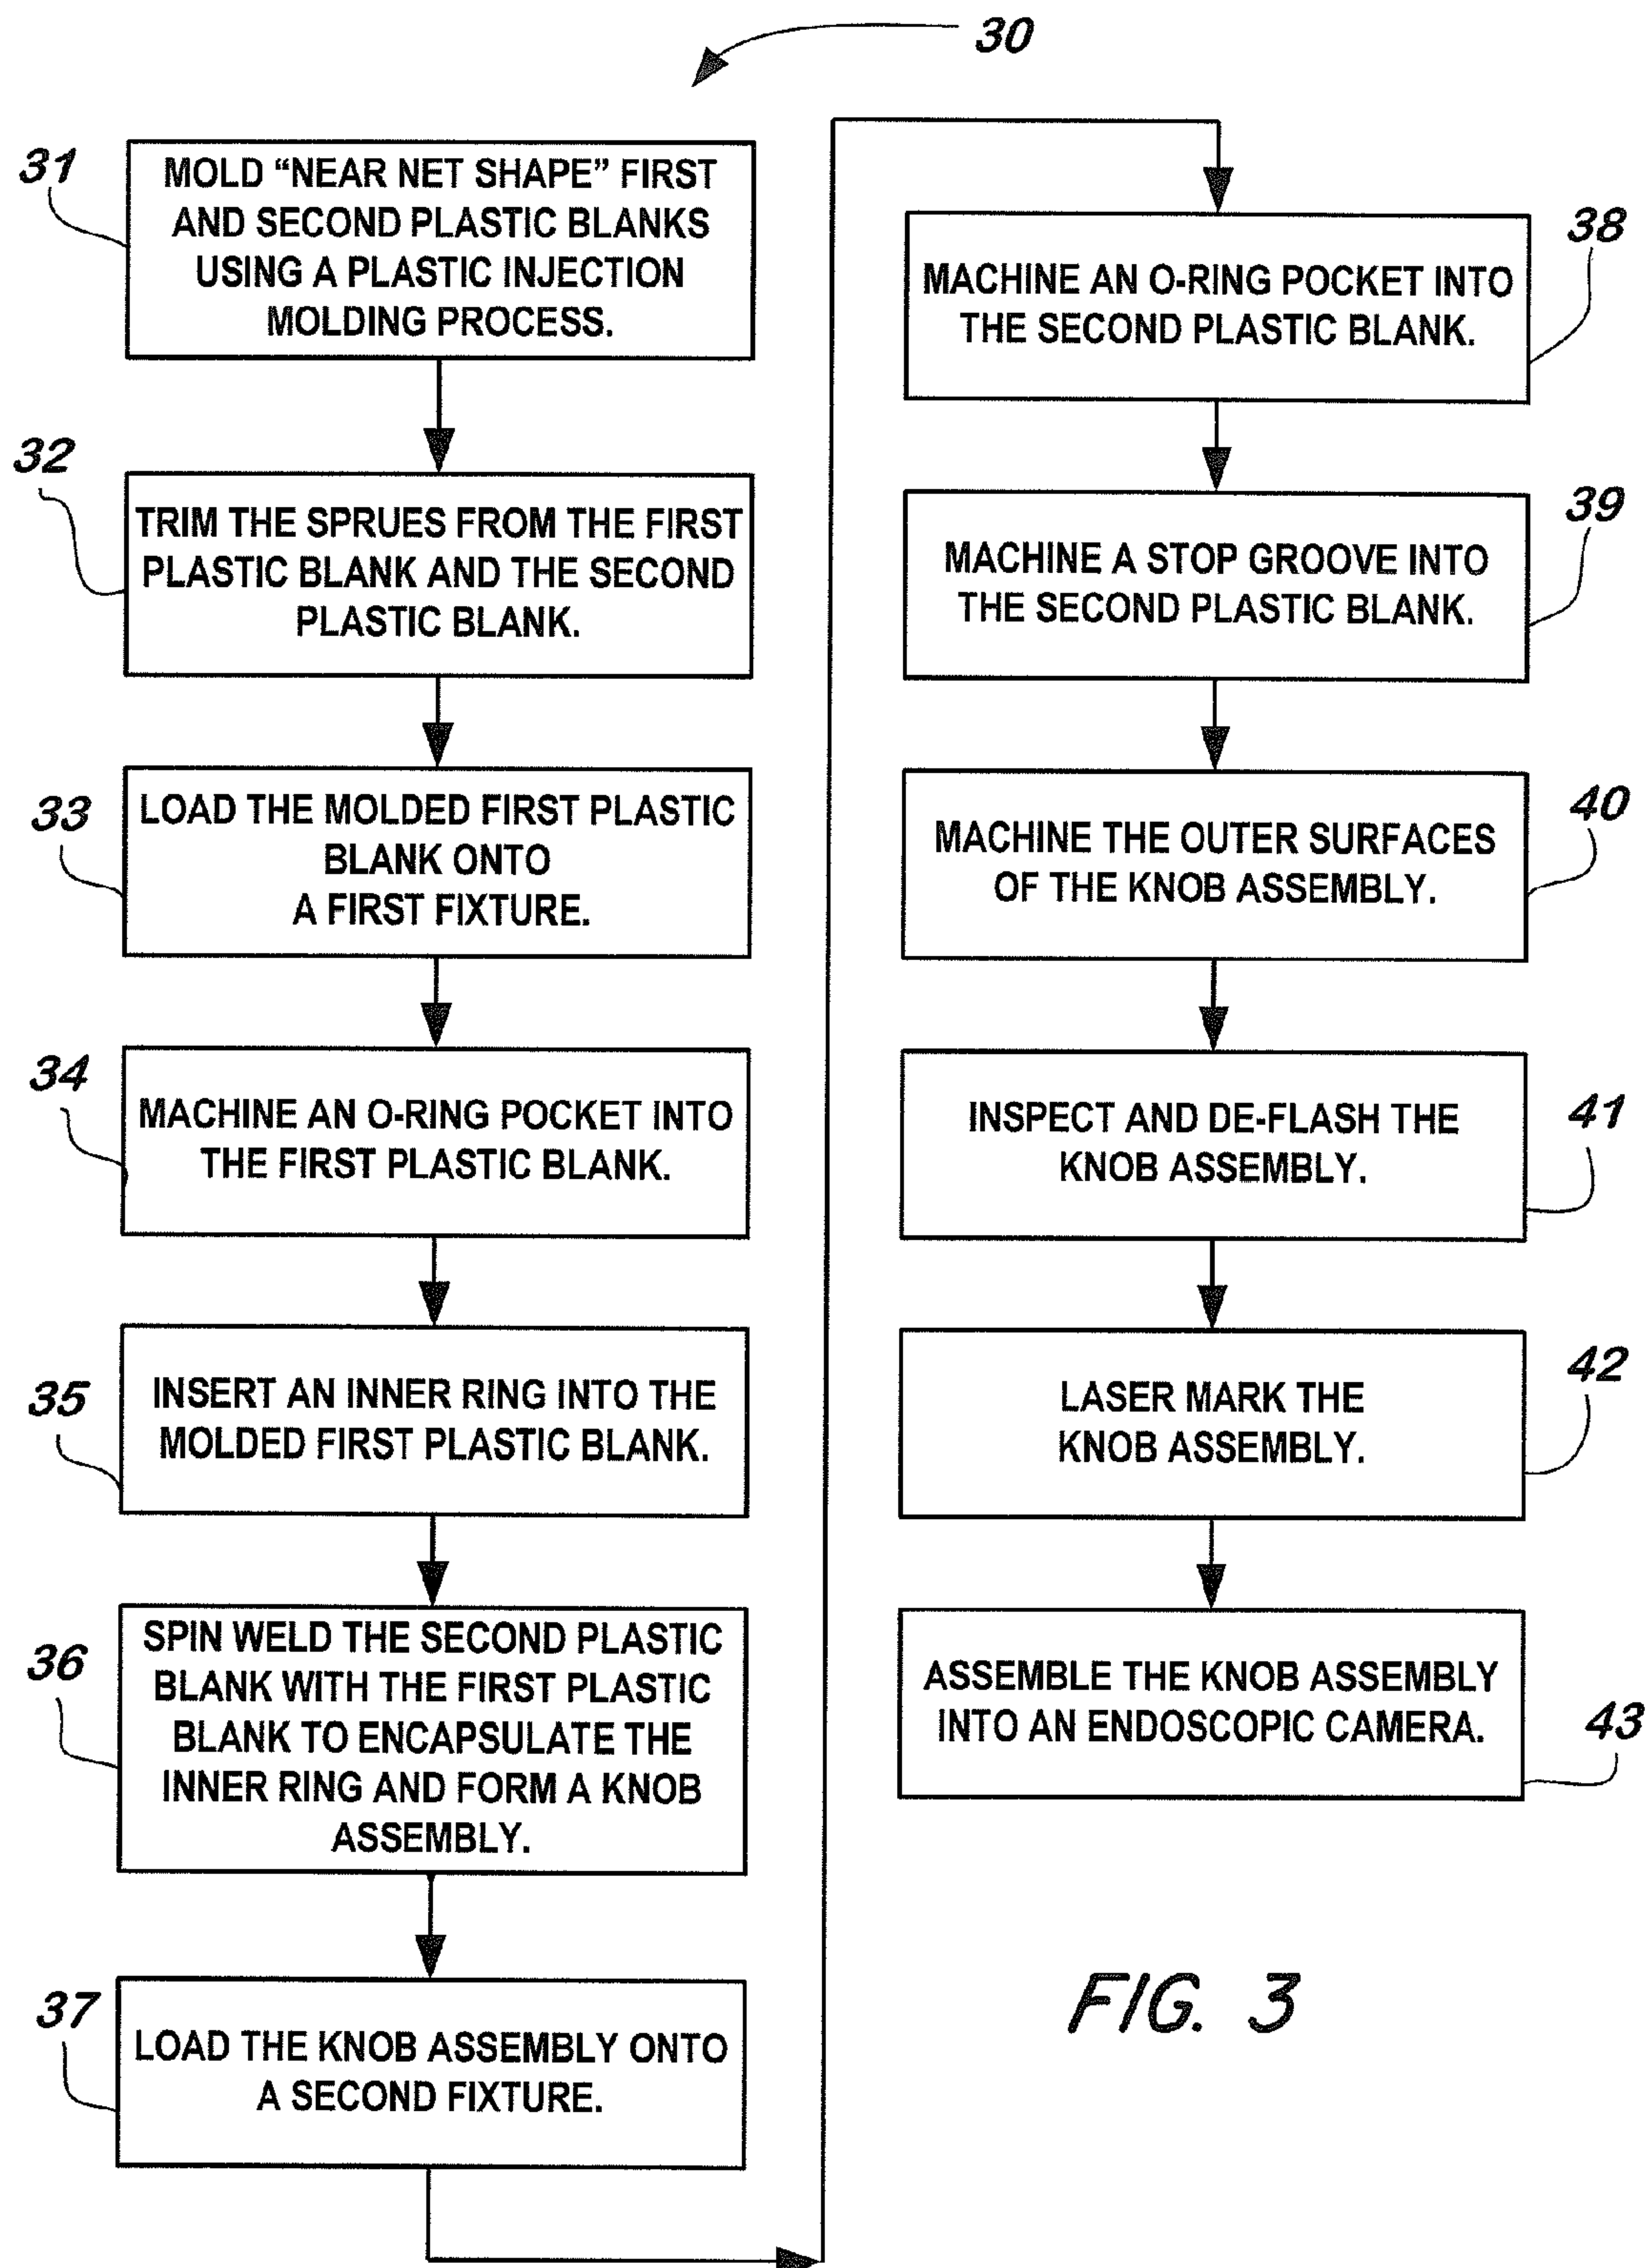 30
31
MOLD “NEAR NET SHAPE” FIRST
AND SECOND PLASTIC BLANKS
USING A PLASTIC INJECTION
MOLDING PROCESS.
32
TRIM THE SPRUES FROM THE FIRST
PLASTIC BLANK AND THE SECOND
PLASTIC BLANK.
33
LOAD THE MOLDED FIRST PLASTIC
BLANK ONTO
A FIRST FIXTURE.
34
MACHINE AN O-RING POCKET INTO
THE FIRST PLASTIC BLANK.
35
INSERT AN INNER RING INTO THE
MOLDED FIRST PLASTIC BLANK.
36
SPIN WELD THE SECOND PLASTIC
BLANK WITH THE FIRST PLASTIC
BLANK TO ENCAPSULATE THE
INNER RING AND FORM A KNOB
ASSEMBLY.
37
LOAD THE KNOB ASSEMBLY ONTO
A SECOND FIXTURE.
38
MACHINE AN O-RING POCKET INTO
THE SECOND PLASTIC BLANK.
39
MACHINE A STOP GROOVE INTO
THE SECOND PLASTIC BLANK.
40
MACHINE THE OUTER SURFACES
OF THE KNOB ASSEMBLY.
41
INSPECT AND DE-FLASH THE
KNOB ASSEMBLY.
42
LASER MARK THE
KNOB ASSEMBLY.
43
ASSEMBLE THE KNOB ASSEMBLY
INTO AN ENDOSCOPIC CAMERA.
FIG. 3